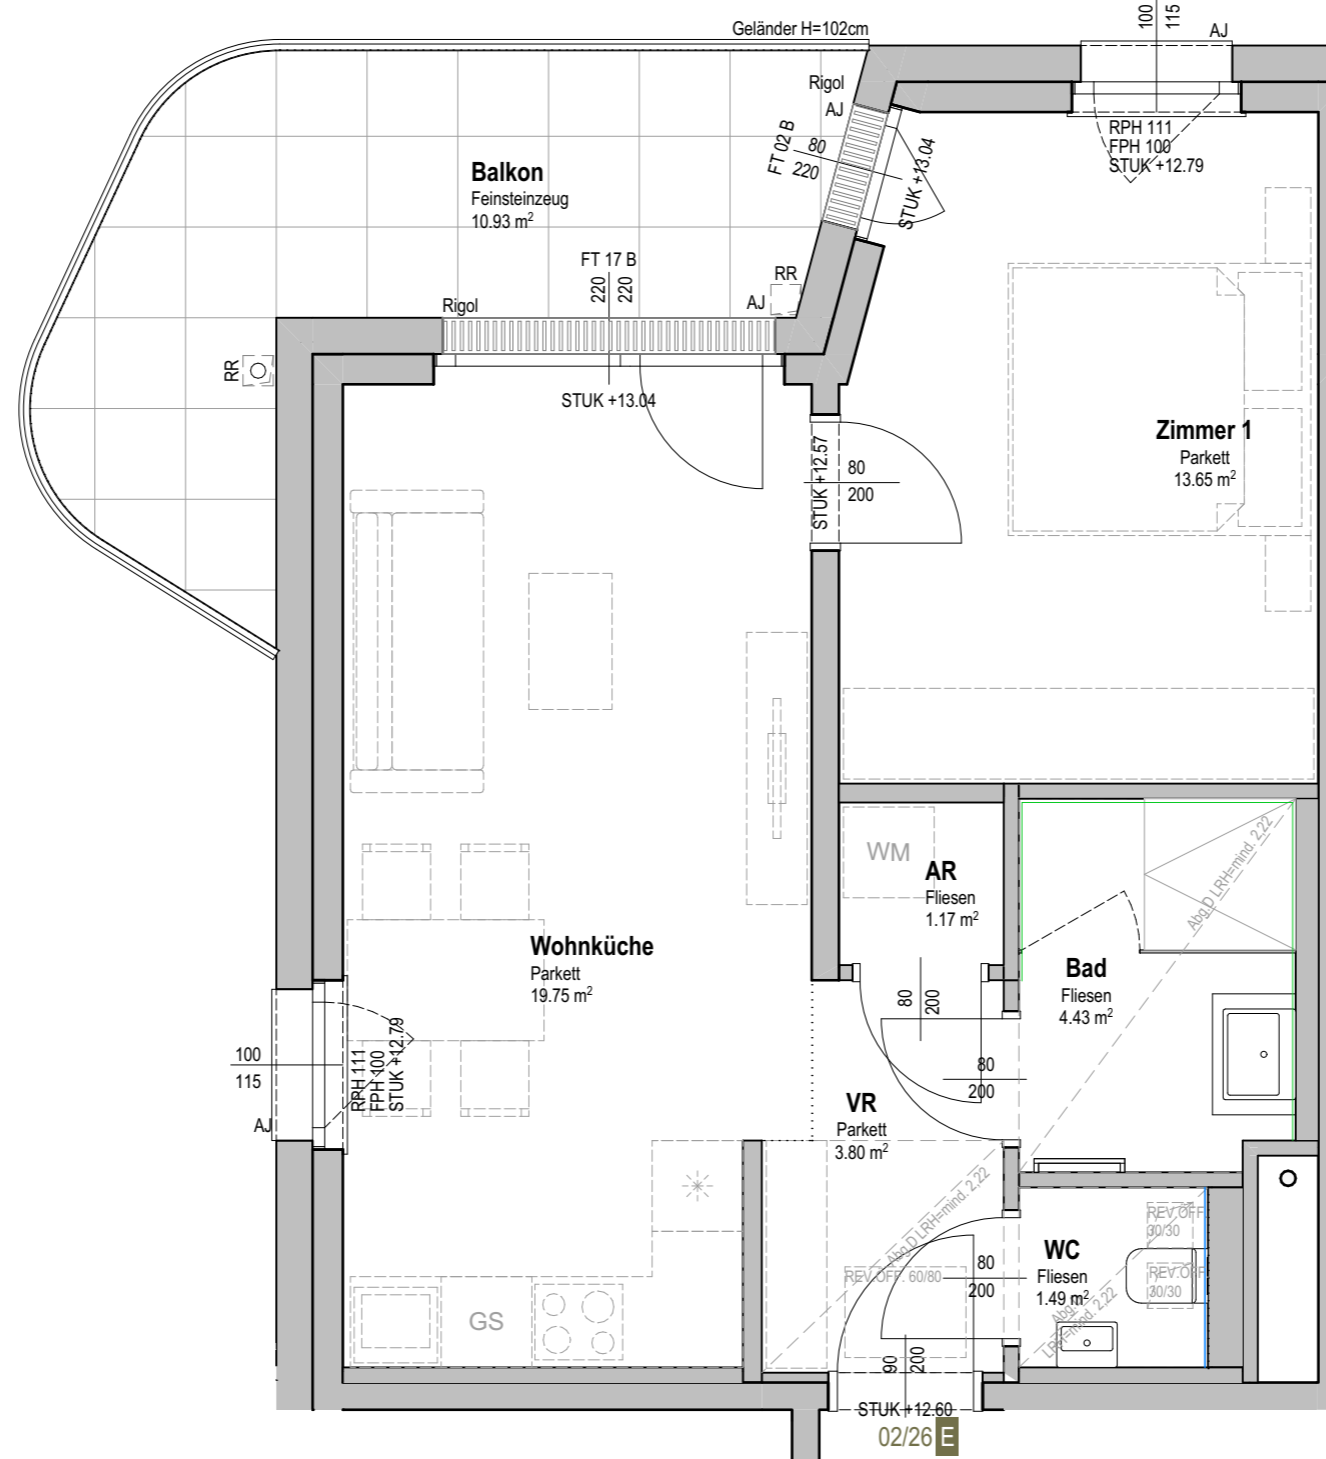 Geländer H=102cm
100
115
AJ
Rigol
AJ
FT 02 B
80
220
STUK +13.04
RPH 111
FPH 100
STUK +12.79
Balkon
Feinsteinzeug
10.93 m²
FT 17 B
220
220
RR
AJ
Rigol
RR
STUK +13.04
STUK +12.57
80
200
Zimmer 1
Parkett
13.65 m²
WM
AR
Fliesen
1.17 m²
Abg.D LRH=mind. 2,22
Wohnküche
Parkett
19.75 m²
Bad
Fliesen
4.43 m²
80
200
100
115
AJ
RPH 111
FPH 100
STUK +12.79
80
200
VR
Parkett
3.80 m²
Abg.D LRH=mind. 2,22
REV.OFF. 60/80
80
200
WC
Fliesen
1.49 m²
REV.OFF
30/30
REV.OFF
30/30
Abg.
LRH=mind. 2,22
GS
90
200
STUK +12.60
02/26 E